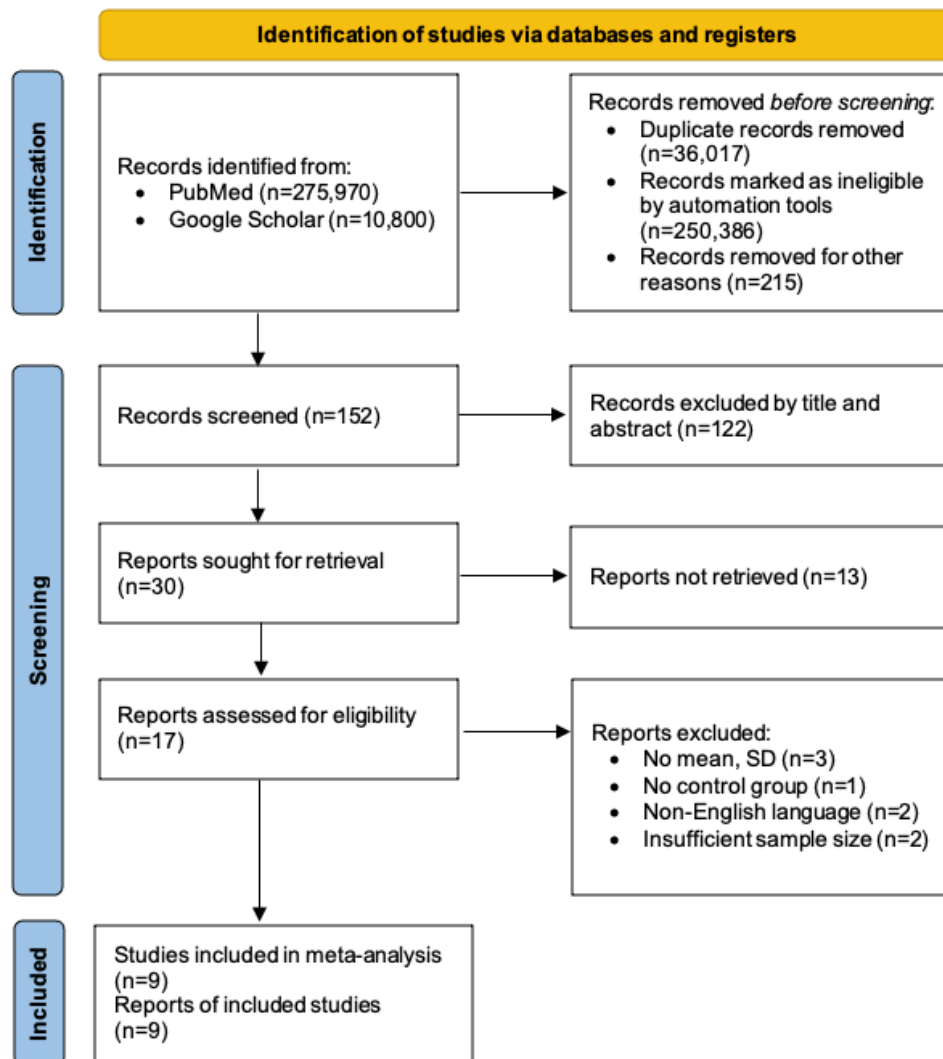 Identification of studies via databases and registers
Identification
Records identified from:
• PubMed (n=275,970)
• Google Scholar (n=10,800)
Records removed before screening:
• Duplicate records removed
(n=36,017)
• Records marked as ineligible
by automation tools
(n=250,386)
• Records removed for other
reasons (n=215)
Screening
Records screened (n=152)
Records excluded by title and
abstract (n=122)
Reports sought for retrieval
(n=30)
Reports not retrieved (n=13)
Reports assessed for eligibility
(n=17)
Reports excluded:
• No mean, SD (n=3)
• No control group (n=1)
• Non-English language (n=2)
• Insufficient sample size (n=2)
Included
Studies included in meta-analysis
(n=9)
Reports of included studies
(n=9)